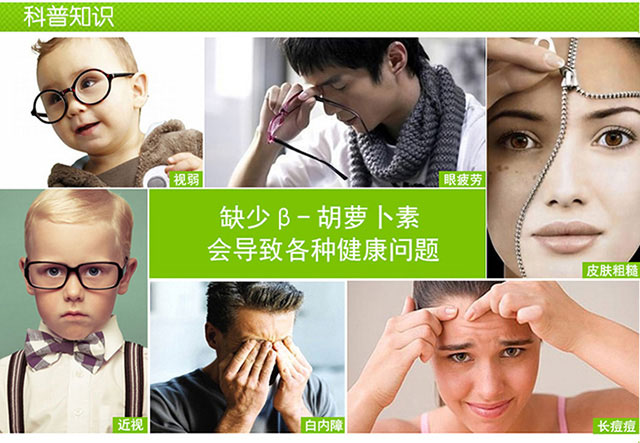 科普知识
视弱
眼疲劳
缺少β-胡萝卜素
会导致各种健康问题
皮肤粗糙
近视
白内障
长痘痘